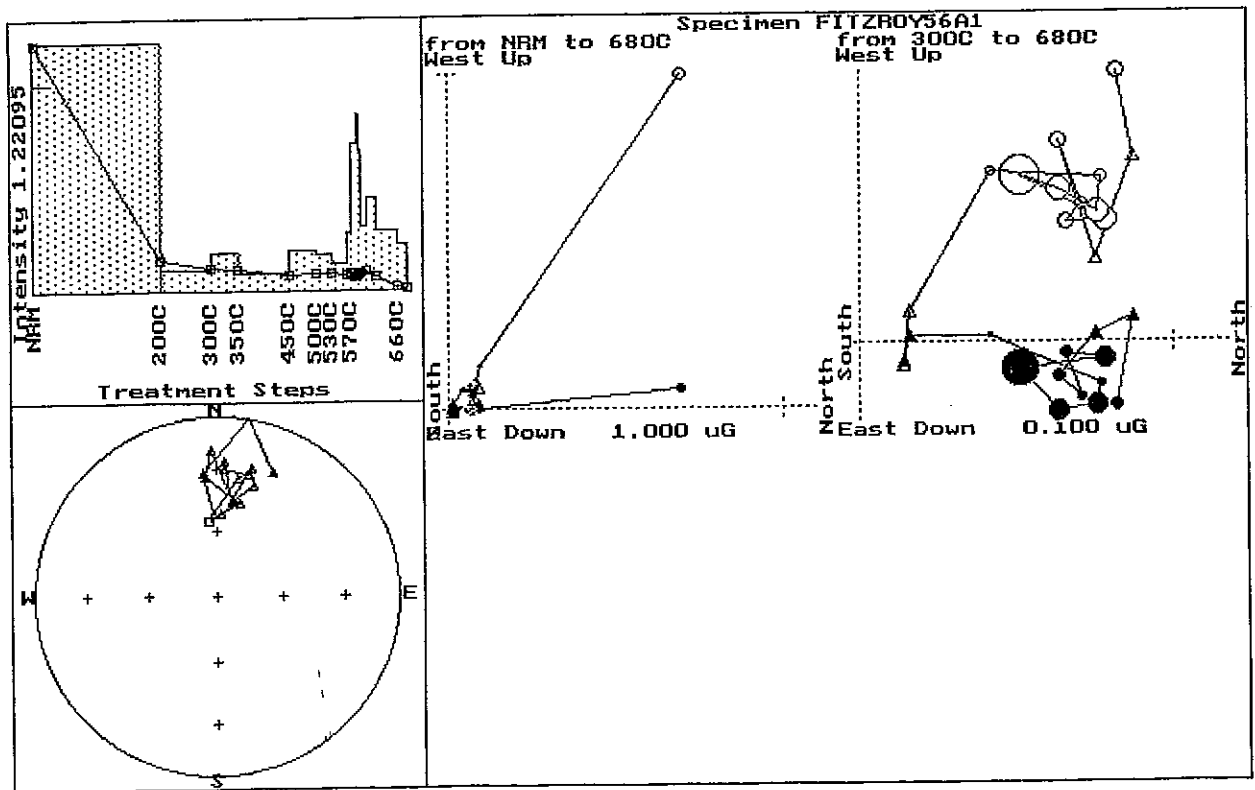 Specimen FITZROY56A1
Intensity 1.22095
NRM
200C
300C
350C
450C
500C
530C
570C
660C
Treatment Steps
from NRM to 680C
West Up
South
North
East Down 1.000 uG
from 300C to 680C
West Up
South
North
East Down 0.100 uG
N
W
E
S